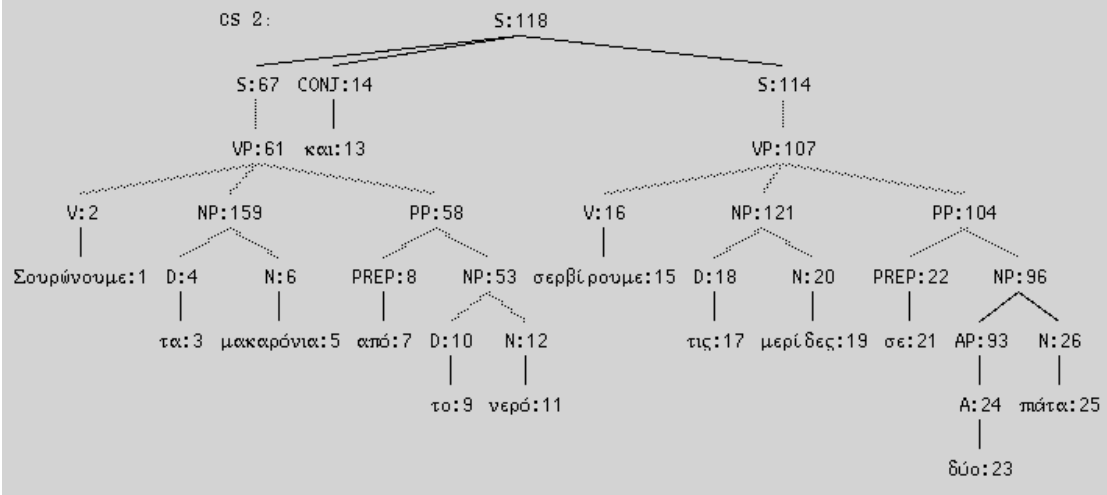 CS 2: S:118
S:67 CONJ:14 S:114
VP:61 και:13 VP:107
V:2 NP:159 PP:58 V:16 NP:121 PP:104
Σουρώνουμε:1 D:4 N:6 PREP:8 NP:53 σερβίρουμε:15 D:18 N:20 PREP:22 NP:96
τα:3 μακαρόνια:5 από:7 D:10 N:12 τις:17 μερίδες:19 σε:21 AP:93 N:26
το:9 νερό:11 A:24 πιάτα:25
δύο:23